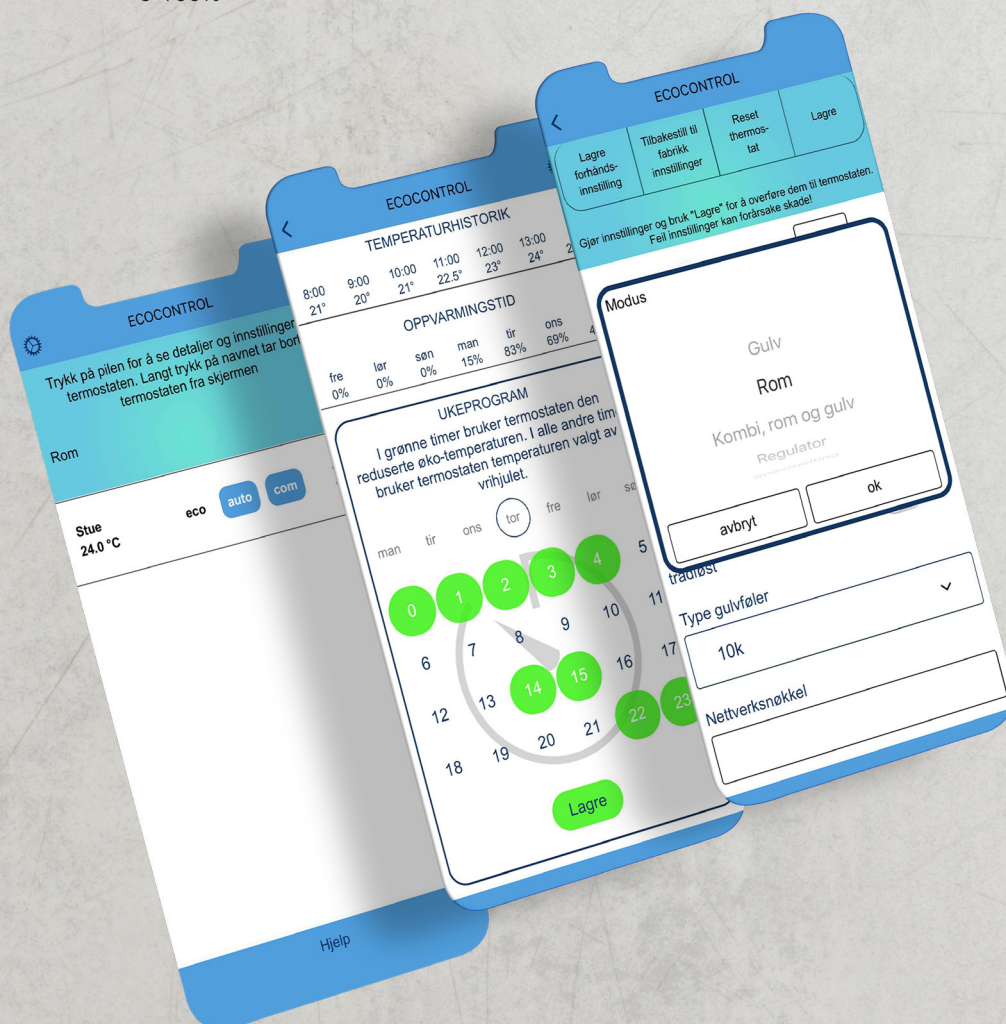 ECOCONTROL
Trykk på pilen for å se detaljer og innstillinger
termostaten. Langt trykk på navnet tar bort
termostaten fra skjermen
Rom
Stue
24.0 °C
eco
auto
com
Hjelp
ECOCONTROL
TEMPERATURHISTORIK
8:00 9:00 10:00 11:00 12:00 13:00
21° 20° 21° 22.5° 23° 24° 2
OPPVARMINGSTID
fre lør søn man tir ons
0% 0% 0% 15% 83% 69% 4
UKEPROGRAM
I grønne timer bruker termostaten den
reduserte øko-temperaturen. I alle andre tim
bruker termostaten temperaturen valgt av
vrihjulet.
man tir ons tor fre lør sø
0 1 2 3 4 5
6 7 8 9 10 11
12 13 14 15 16 17
18 19 20 21 22 23
Lagre
ECOCONTROL
Lagre
forhånds-
innstilling
Tilbakestill til
fabrikk
innstillinger
Reset
thermos-
tat
Lagre
Gjør innstillinger og bruk "Lagre" for å overføre dem til termostaten.
Feil innstillinger kan forårsake skade!
Modus
Gulv
Rom
Kombi, rom og gulv
Regulator
avbryt
ok
trådløst
Type gulvføler
10k
Nettverksnøkkel